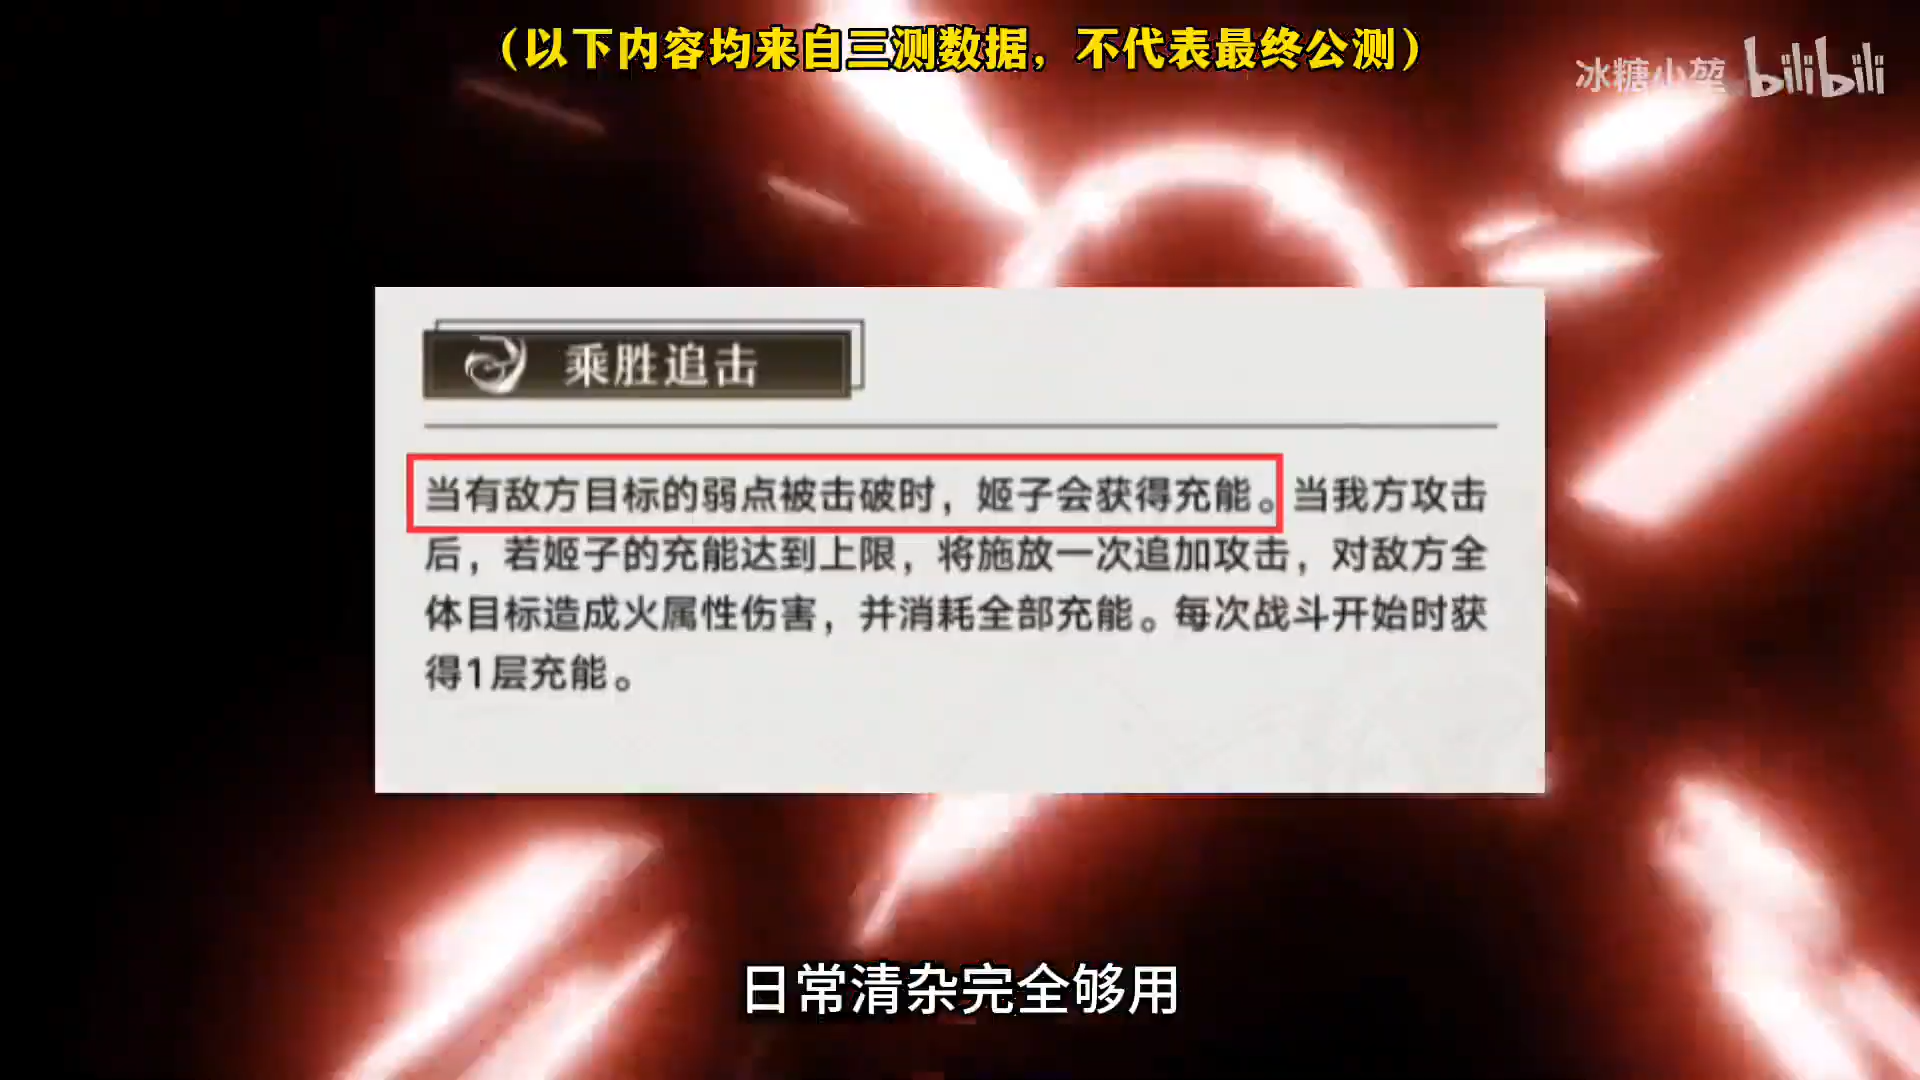 （以下内容均来自三测数据，不代表最终公测）
冰糖小堃 bilibili
乘胜追击
当有敌方目标的弱点被击破时，姬子会获得充能。当我方攻击
后，若姬子的充能达到上限，将施放一次追加攻击，对敌方全
体目标造成火属性伤害，并消耗全部充能。每次战斗开始时获
得1层充能。
日常清杂完全够用